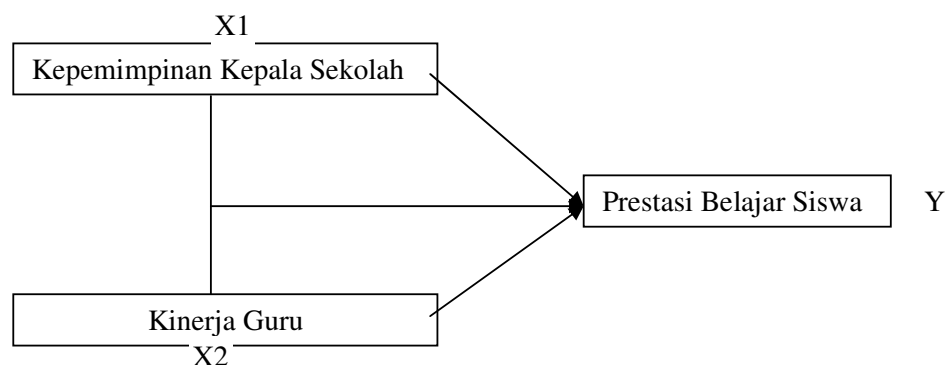 X1
Kepemimpinan Kepala Sekolah
Prestasi Belajar Siswa Y
Kinerja Guru
X2